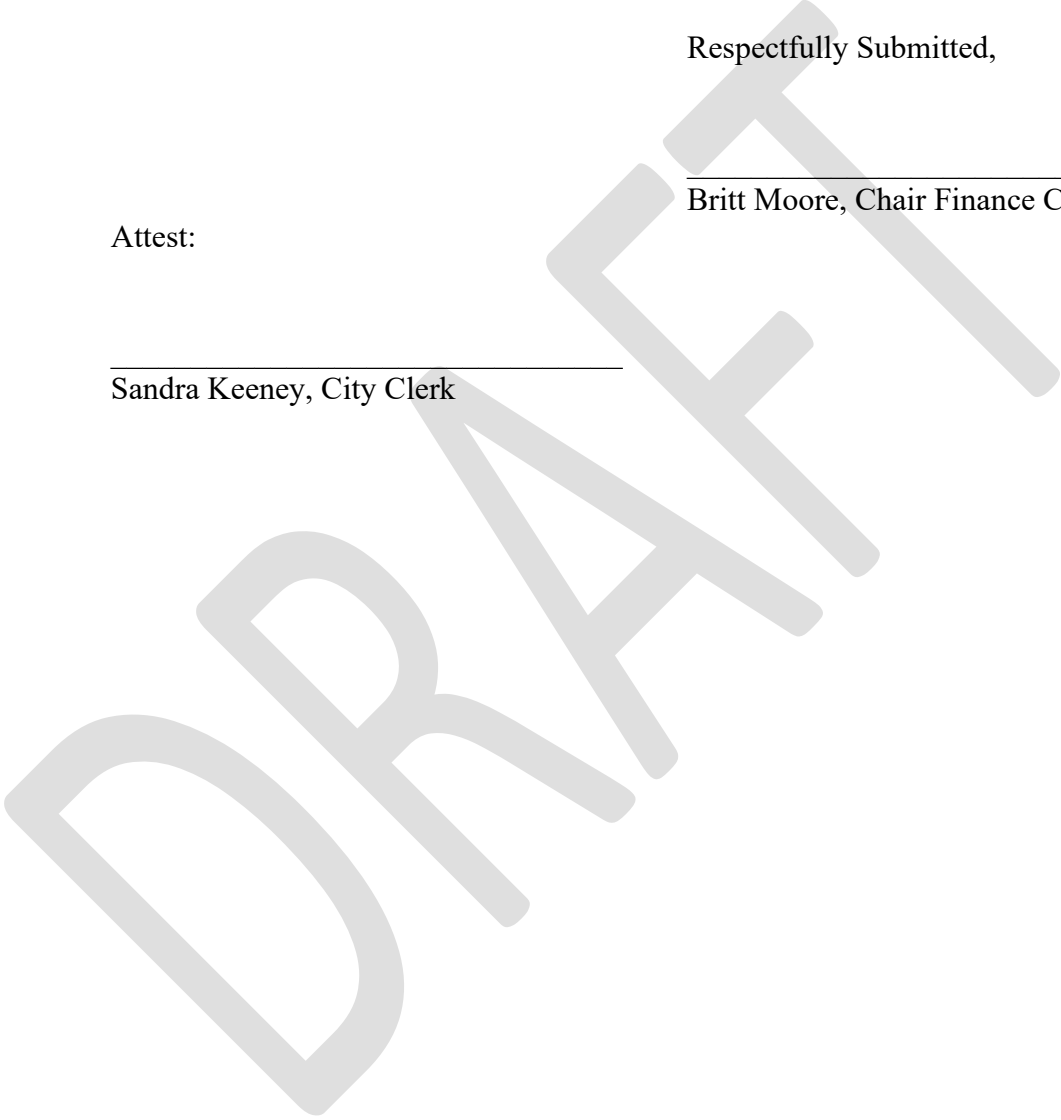 Respectfully Submitted,
Britt Moore, Chair Finance
Attest:
Sandra Keeney, City Clerk
DRAFT